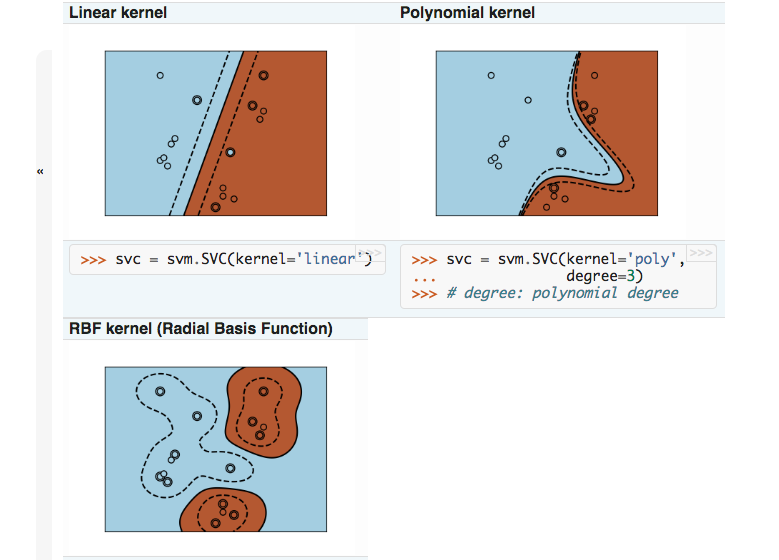 Linear kernel
Polynomial kernel
«
>>> svc = svm.SVC(kernel='linear')
>>>
>>> svc = svm.SVC(kernel='poly',
>>>
... degree=3)
>>> # degree: polynomial degree
RBF kernel (Radial Basis Function)